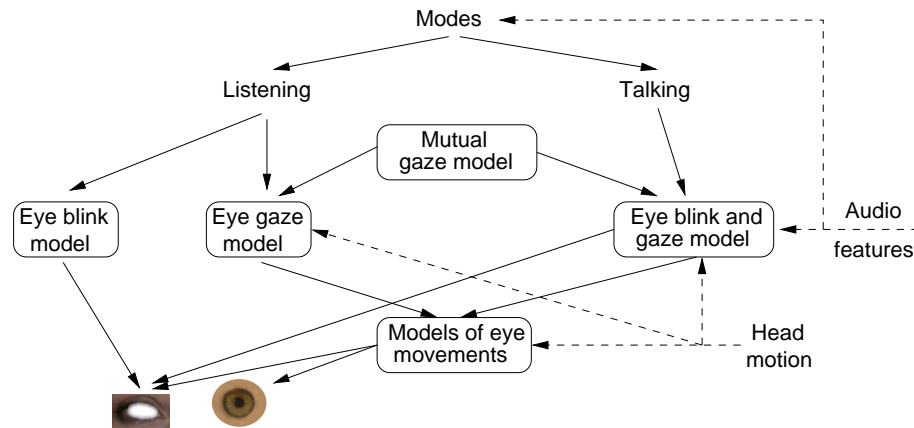 Modes
Listening
Talking
Mutual
gaze model
Eye blink
model
Eye gaze
model
Eye blink and
gaze model
Audio
features
Models of eye
movements
Head
motion